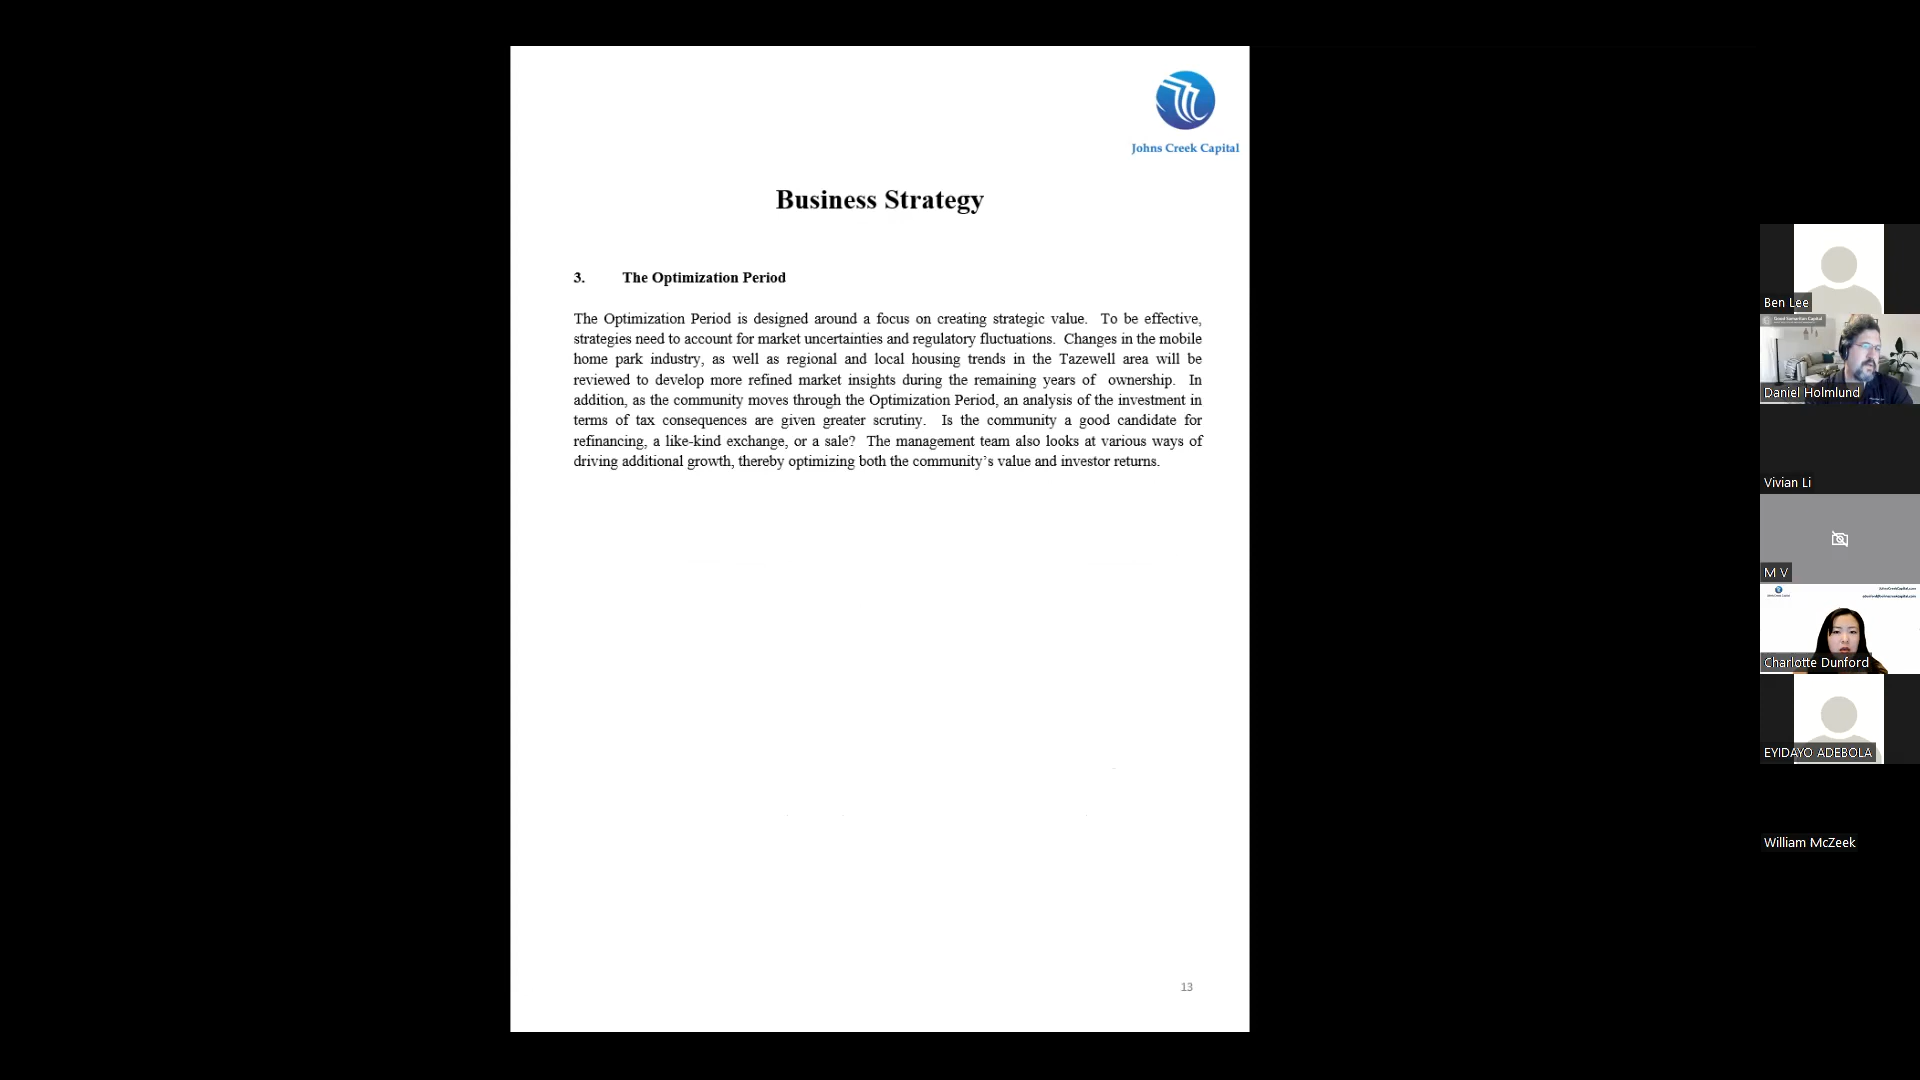 Johns Creek Capital
Business Strategy
3. The Optimization Period
The Optimization Period is designed around a focus on creating strategic value. To be effective,
strategies need to account for market uncertainties and regulatory fluctuations. Changes in the mobile
home park industry, as well as regional and local housing trends in the Tazewell area will be
reviewed to develop more refined market insights during the remaining years of ownership. In
addition, as the community moves through the Optimization Period, an analysis of the investment in
terms of tax consequences are given greater scrutiny. Is the community a good candidate for
refinancing, a like-kind exchange, or a sale? The management team also looks at various ways of
driving additional growth, thereby optimizing both the community’s value and investor returns.
13
Ben Lee
Good Samaritan Capital
Daniel Holmlund
Vivian Li
M V
JohnsCreekCapital.com
Charlotte Dunford
EYIDAYO ADEBOLA
William McZeek